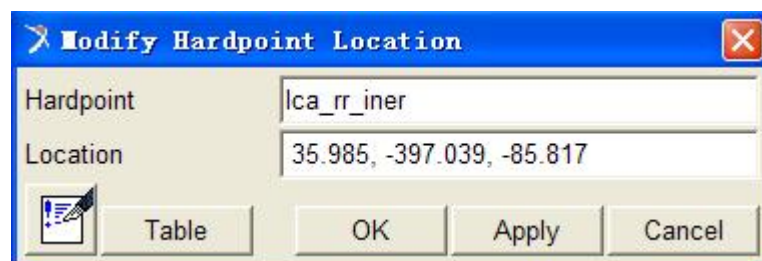 Modify Hardpoint Location
Hardpoint lca_rr_iner
Location 35.985, -397.039, -85.817
Table OK Apply Cancel